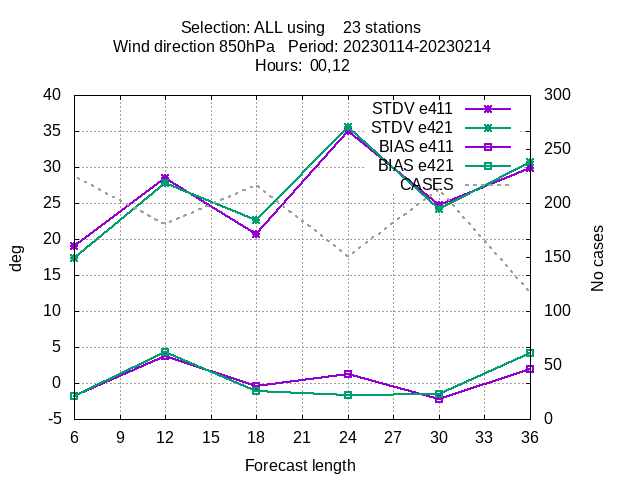 Selection: ALL using    23 stations
Wind direction 850hPa   Period: 20230114-20230214
Hours:  00,12
40
35
30
25
20
15
10
5
0
-5
300
250
200
150
100
50
0
STDV e411
STDV e421
BIAS e411
BIAS e421
CASES
deg
No cases
6 9 12 15 18 21 24 27 30 33 36
Forecast length